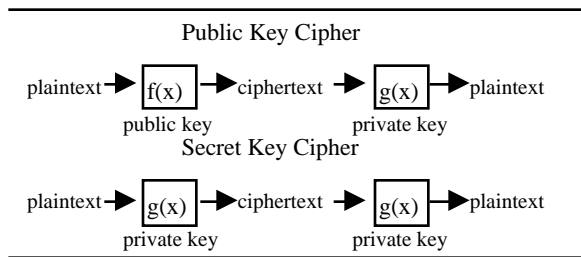 Public Key Cipher
plaintext f(x) ciphertext g(x) plaintext
public key private key
Secret Key Cipher
plaintext g(x) ciphertext g(x) plaintext
private key private key